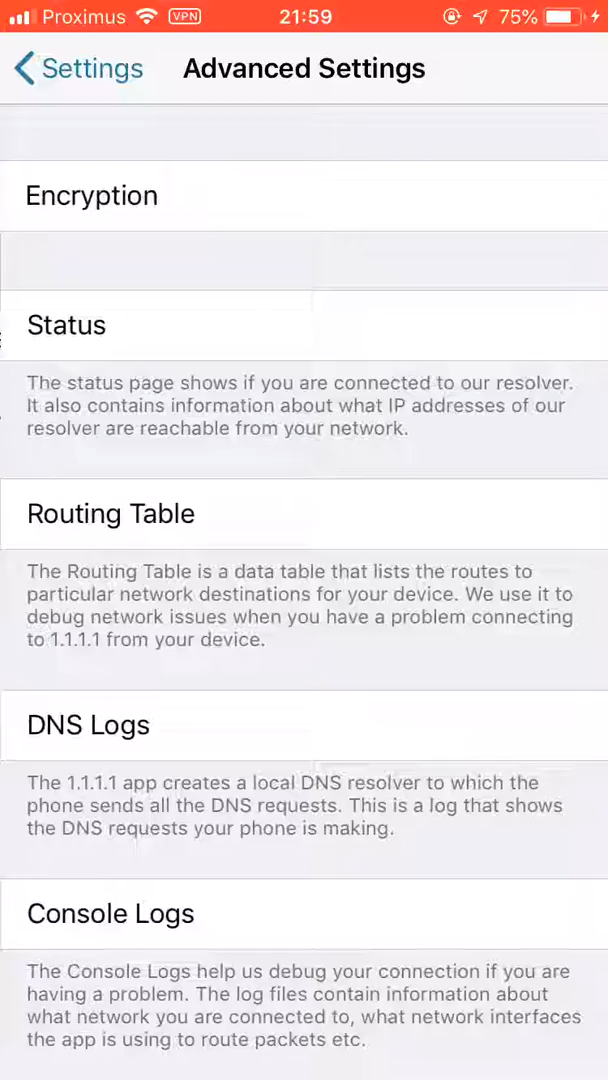 Proximus VPN 21:59 75%
Settings Advanced Settings
Encryption
Status
The status page shows if you are connected to our resolver.
It also contains information about what IP addresses of our
resolver are reachable from your network.
Routing Table
The Routing Table is a data table that lists the routes to
particular network destinations for your device. We use it to
debug network issues when you have a problem connecting
to 1.1.1.1 from your device.
DNS Logs
The 1.1.1.1 app creates a local DNS resolver to which the
phone sends all the DNS requests. This is a log that shows
the DNS requests your phone is making.
Console Logs
The Console Logs help us debug your connection if you are
having a problem. The log files contain information about
what network you are connected to, what network interfaces
the app is using to route packets etc.